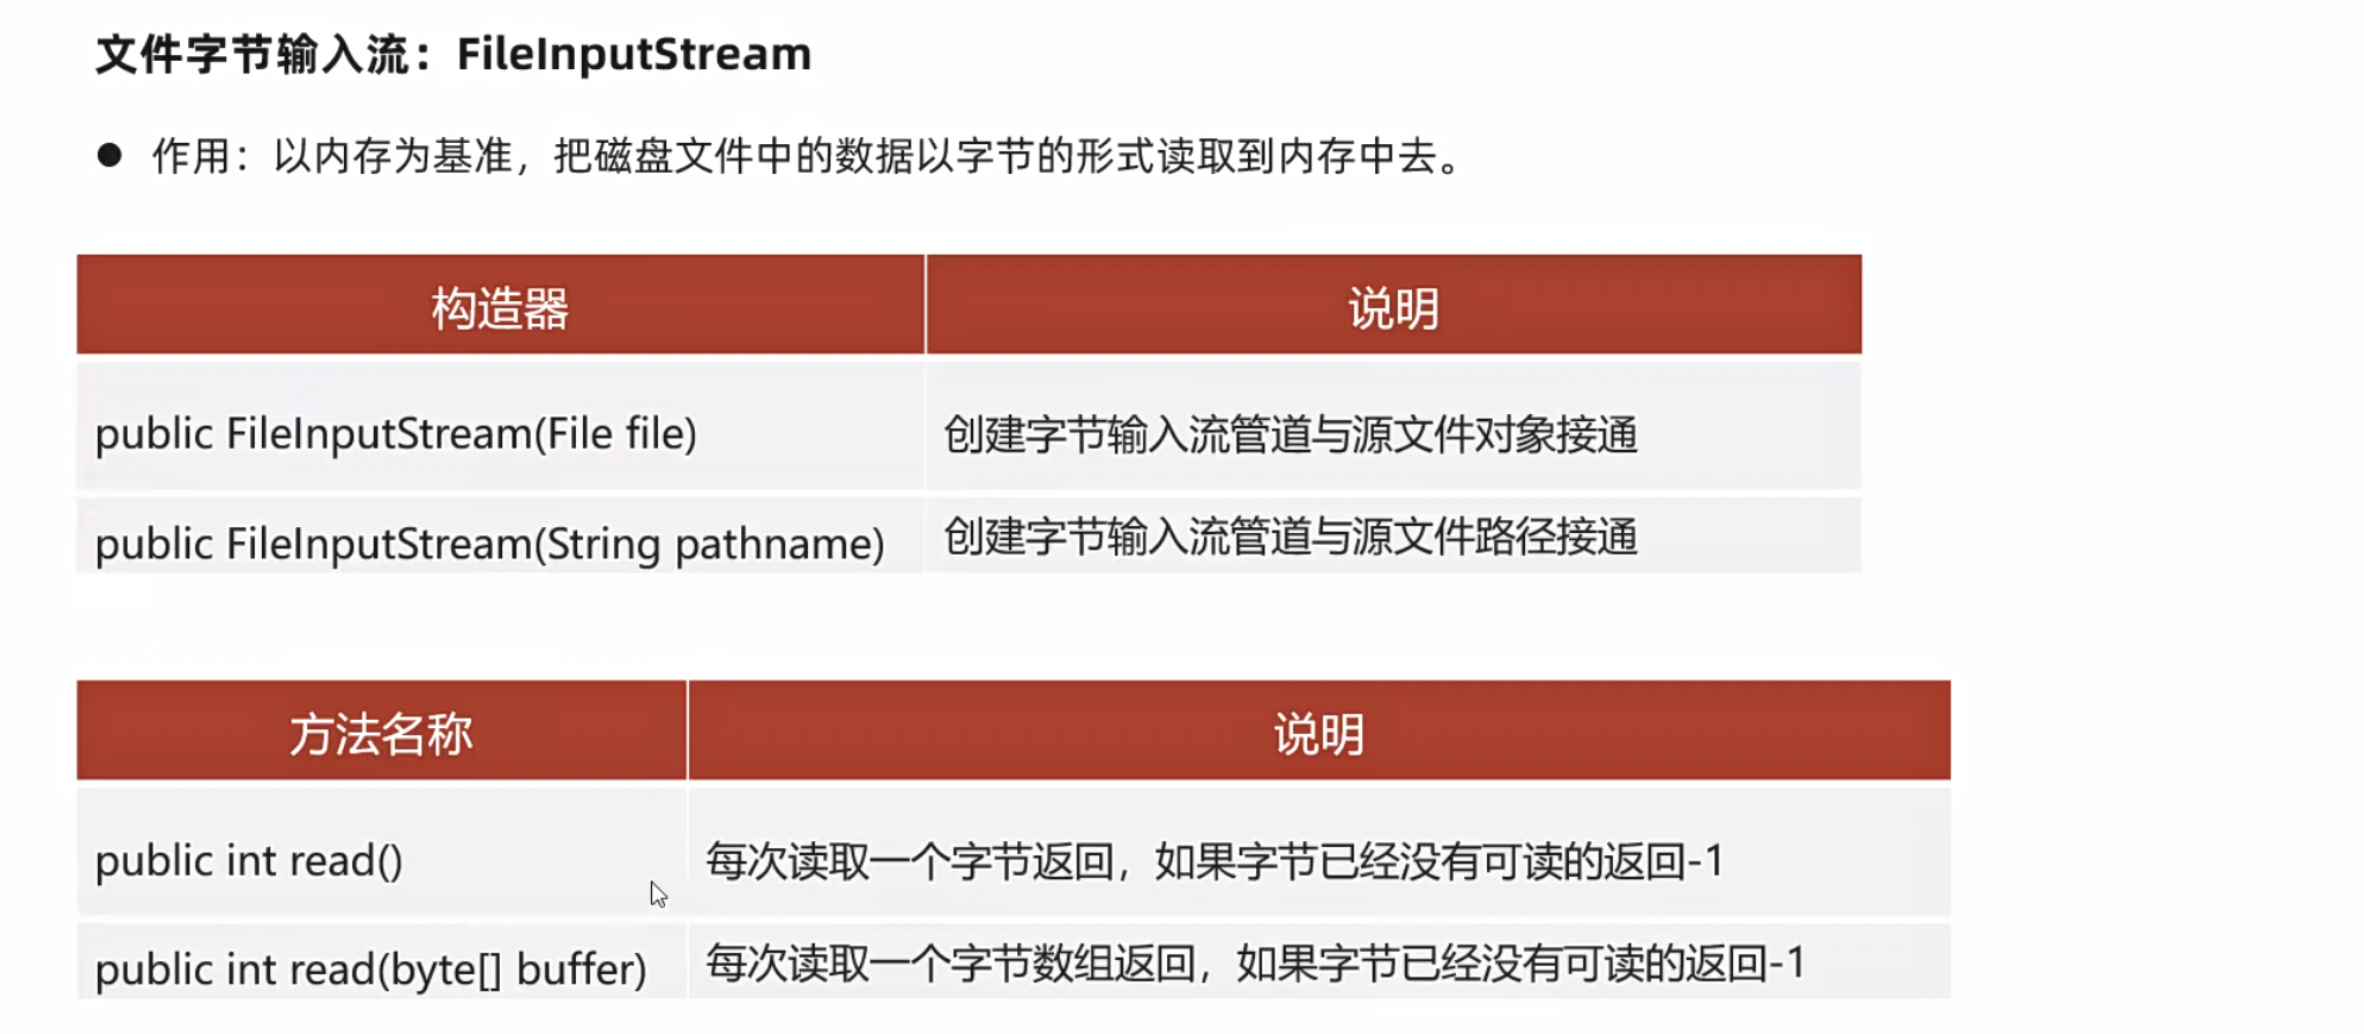 文件字节输入流：FileInputStream
● 作用：以内存为基准，把磁盘文件中的数据以字节的形式读取到内存中去。
构造器 说明
public FileInputStream(File file) 创建字节输入流管道与源文件对象接通
public FileInputStream(String pathname) 创建字节输入流管道与源文件路径接通
方法名称 说明
public int read() 每次读取一个字节返回，如果字节已经没有可读的返回-1
public int read(byte[] buffer) 每次读取一个字节数组返回，如果字节已经没有可读的返回-1